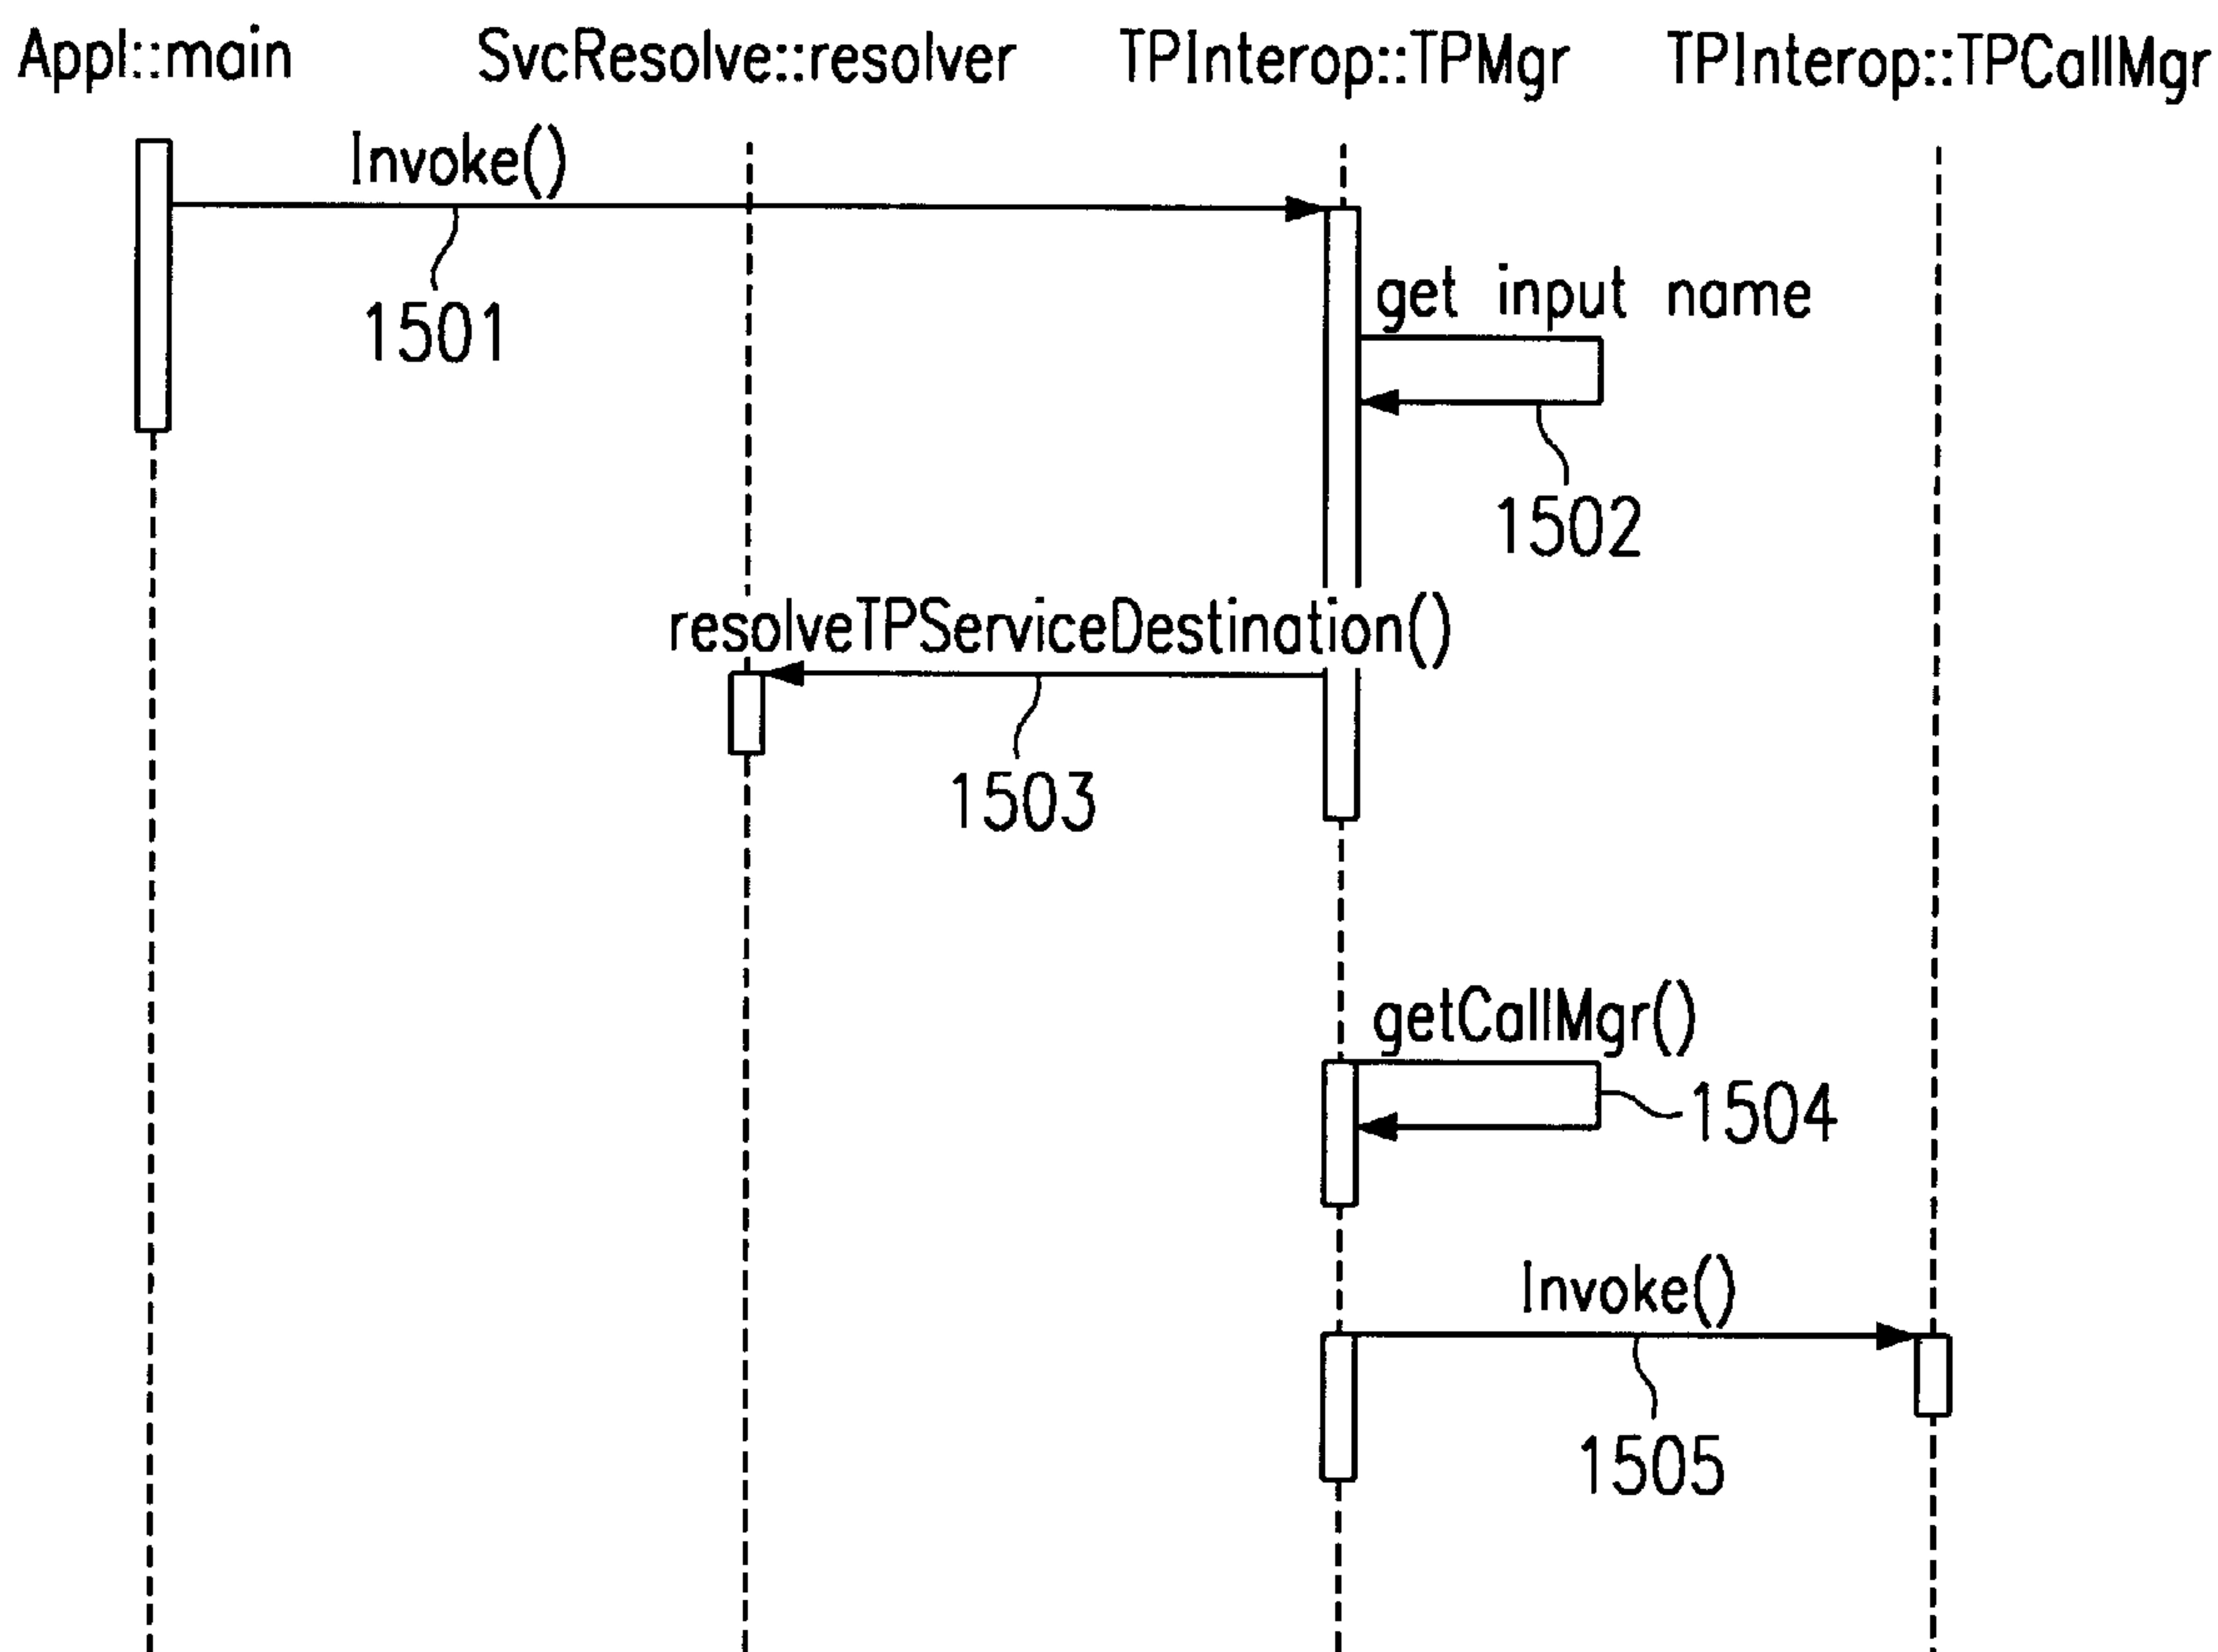 Appl::main SvcResolve::resolver TPInterop::TPMgr TPInterop::TPCallMgr
Invoke()
1501
get input name
1502
resolveTPServiceDestination()
1503
getCallMgr()
1504
Invoke()
1505